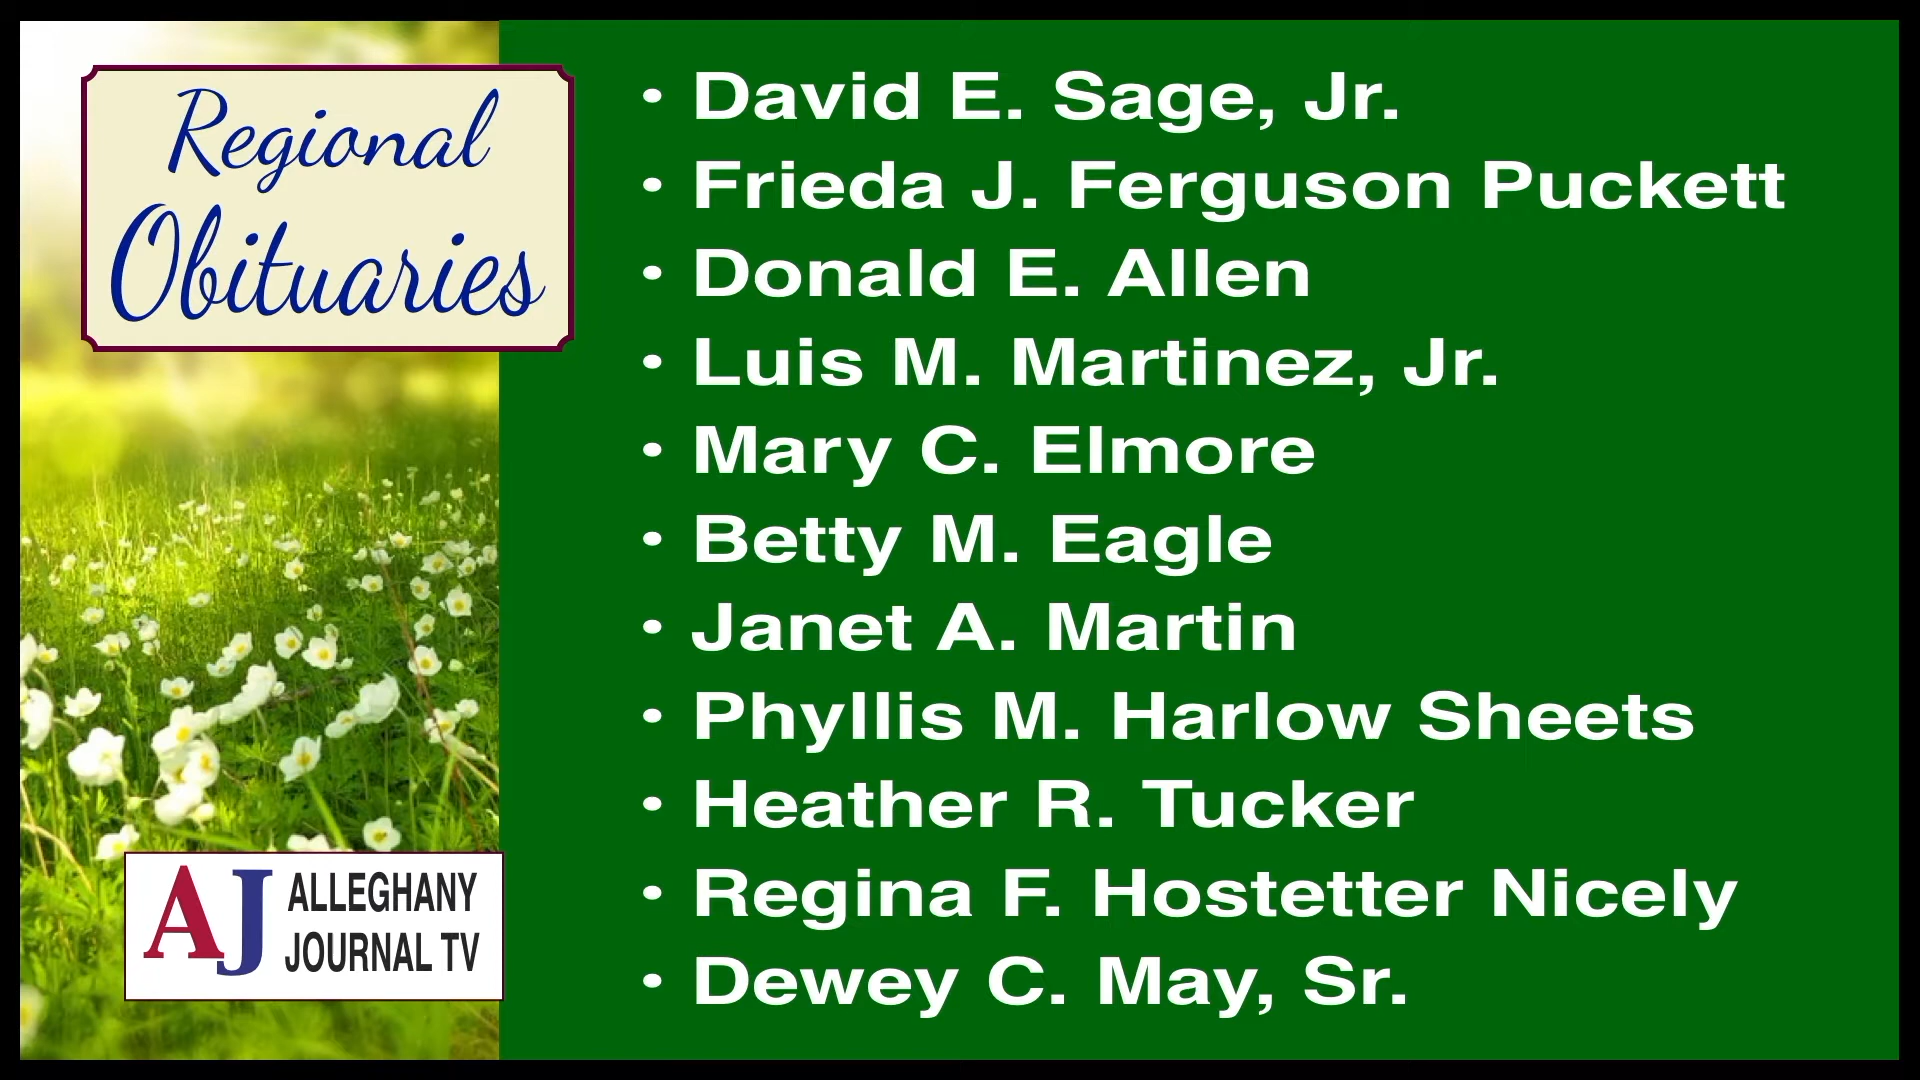 Regional
Obituaries
• David E. Sage, Jr.
• Frieda J. Ferguson Puckett
• Donald E. Allen
• Luis M. Martinez, Jr.
• Mary C. Elmore
• Betty M. Eagle
• Janet A. Martin
• Phyllis M. Harlow Sheets
• Heather R. Tucker
• Regina F. Hostetter Nicely
• Dewey C. May, Sr.
AJ
ALLEGHANY
JOURNAL TV